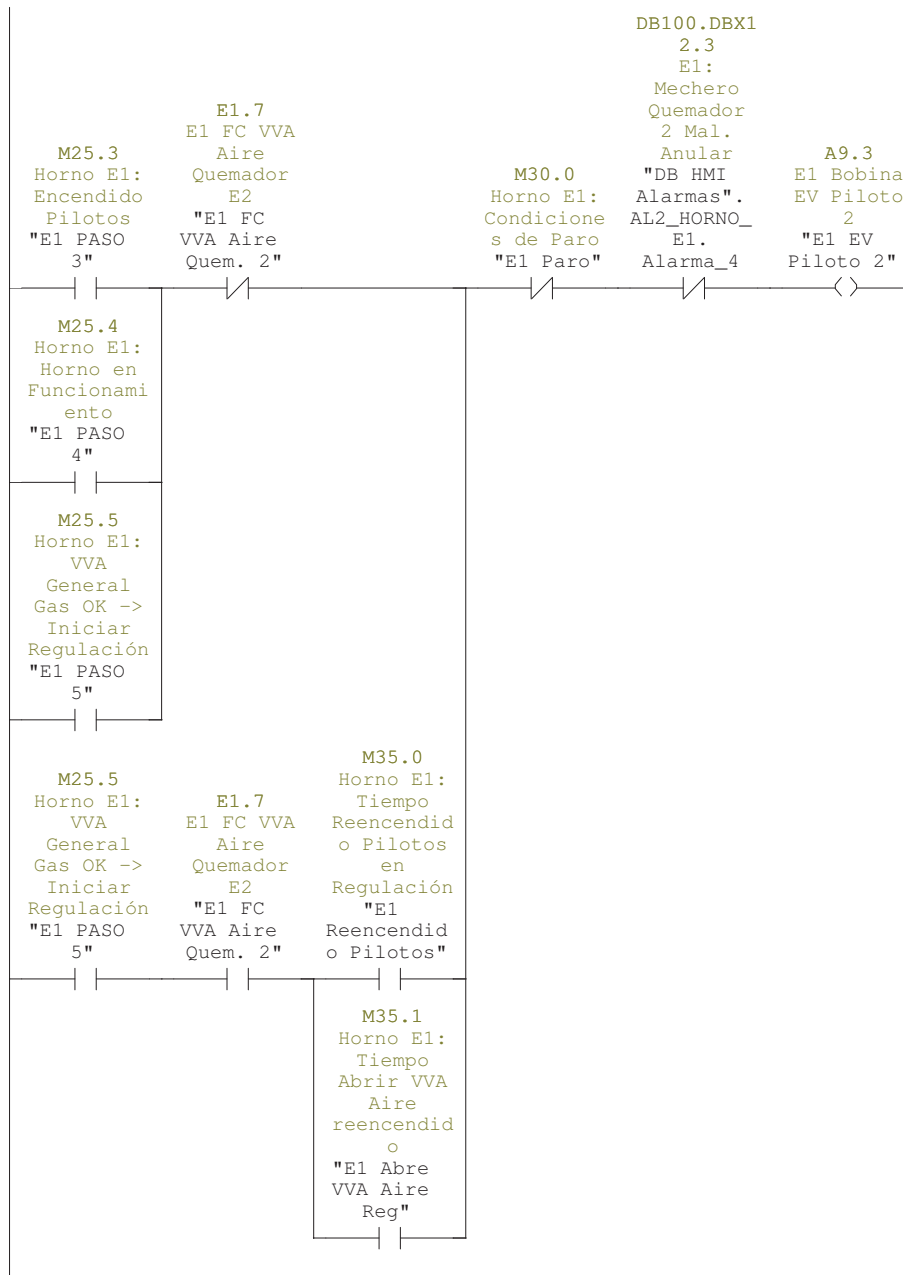 DB100.DBX1
2.3
E1:
Mechero
Quemador
2 Mal.
Anular
"DB HMI
Alarmas".
AL2_HORNO_
E1.
Alarma_4
E1.7
E1 FC VVA
Aire
Quemador
E2
"E1 FC
VVA Aire
Quem. 2"
M25.3
Horno E1:
Encendido
Pilotos
"E1 PASO
3"
M30.0
Horno E1:
Condicione
s de Paro
"E1 Paro"
A9.3
E1 Bobina
EV Piloto
2
"E1 EV
Piloto 2"
M25.4
Horno E1:
Horno en
Funcionami
ento
"E1 PASO
4"
M25.5
Horno E1:
VVA
General
Gas OK ->
Iniciar
Regulación
"E1 PASO
5"
M25.5
Horno E1:
VVA
General
Gas OK ->
Iniciar
Regulación
"E1 PASO
5"
E1.7
E1 FC VVA
Aire
Quemador
E2
"E1 FC
VVA Aire
Quem. 2"
M35.0
Horno E1:
Tiempo
Reencendid
o Pilotos
en
Regulación
"E1
Reencendid
o Pilotos"
M35.1
Horno E1:
Tiempo
Abrir VVA
Aire
reencendid
o
"E1 Abre
VVA Aire
Reg"